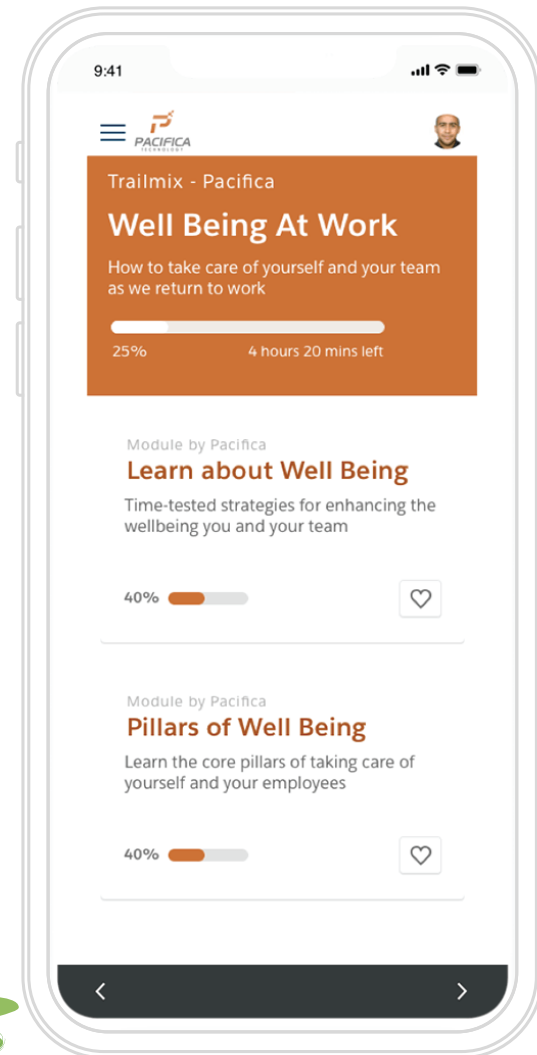 9:41
PACIFICA
TECHNOLOGY
Trailmix - Pacifica
Well Being At Work
How to take care of yourself and your team
as we return to work
25% 4 hours 20 mins left
Module by Pacifica
Learn about Well Being
Time-tested strategies for enhancing the
wellbeing you and your team
40%
Module by Pacifica
Pillars of Well Being
Learn the core pillars of taking care of
yourself and your employees
40%